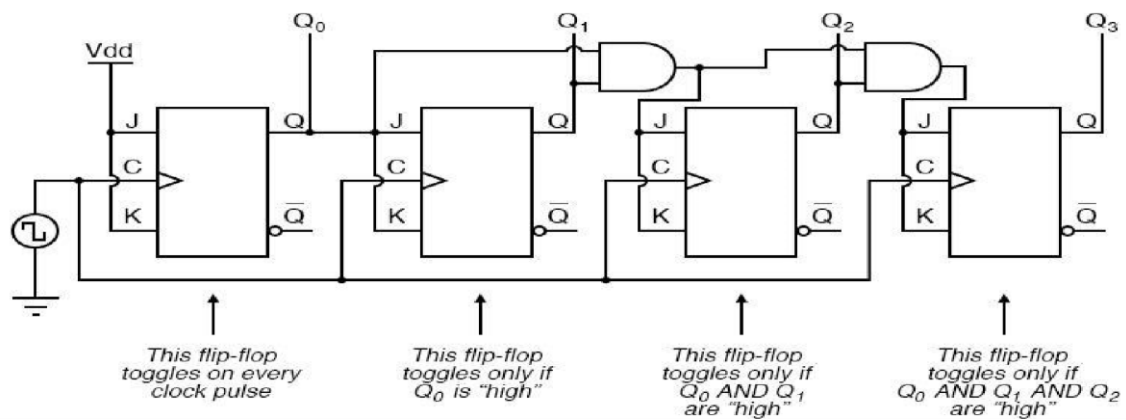 Q0 Q1 Q2 Q3
Vdd
J Q J Q J Q J Q
C C C C
K Q̅ K Q̅ K Q̅ K Q̅
This flip-flop
toggles on every
clock pulse
This flip-flop
toggles only if
Q0 is "high"
This flip-flop
toggles only if
Q0 AND Q1
are "high"
This flip-flop
toggles only if
Q0 AND Q1 AND Q2
are "high"